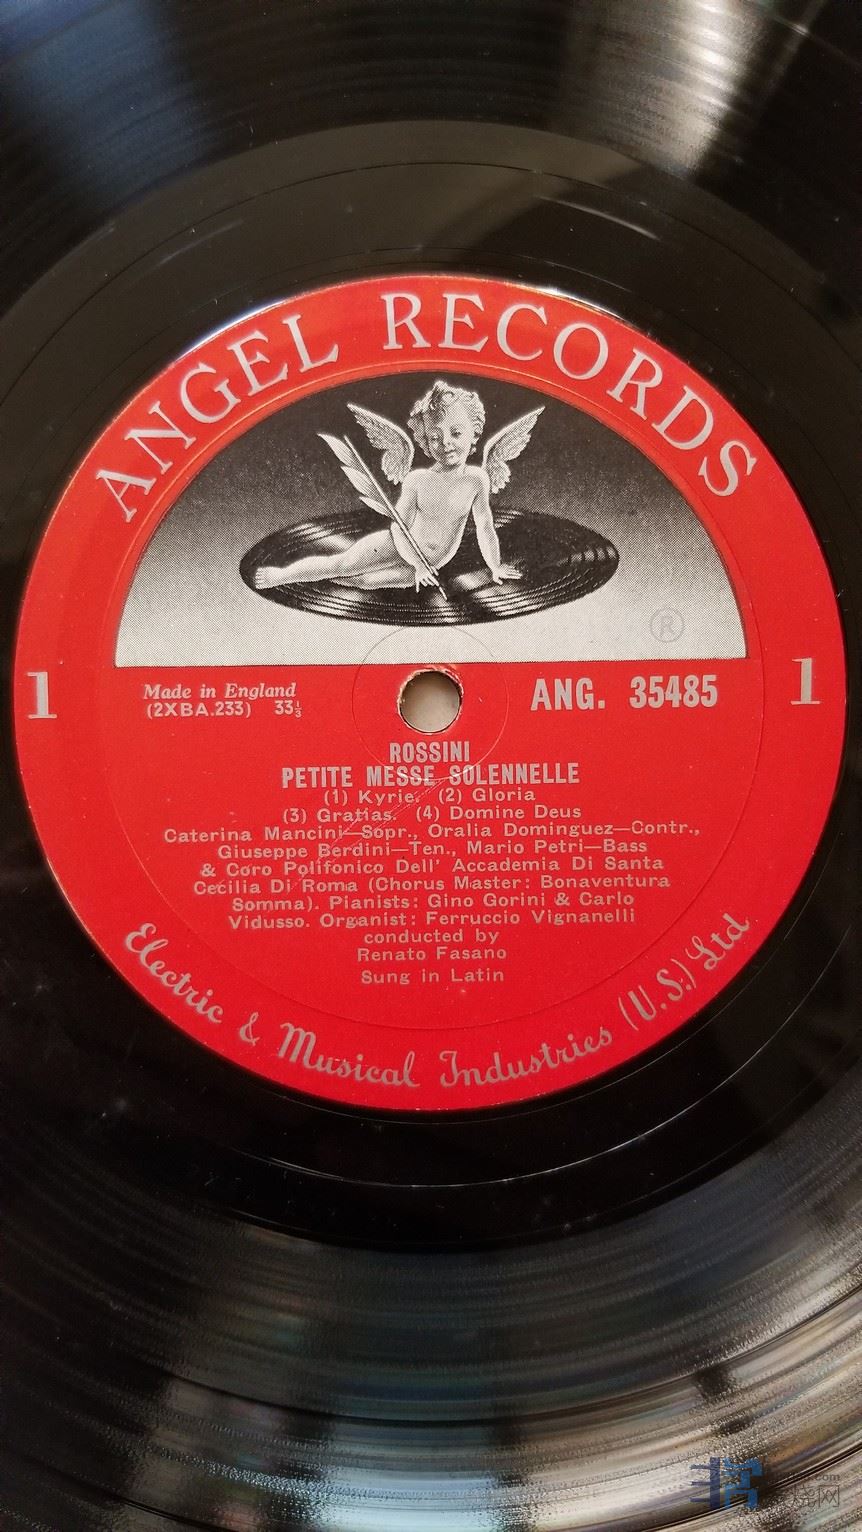 ANGEL RECORDS
®
1
1
Made in England
(2XBA.233) 33⅓
ANG. 35485
ROSSINI
PETITE MESSE SOLENNELLE
(1) Kyrie. (2) Gloria
(3) Gratias. (4) Domine Deus
Caterina Mancini—Sopr., Oralia Dominguez—Contr.,
Giuseppe Berdini—Ten., Mario Petri—Bass
& Coro Polifonico Dell' Accademia Di Santa
Cecilia Di Roma (Chorus Master: Bonaventura
Somma). Pianists: Gino Gorini & Carlo
Vidusso. Organist: Ferruccio Vignanelli
conducted by
Renato Fasano
Sung in Latin
Electric & Musical Industries (U.S.) Ltd